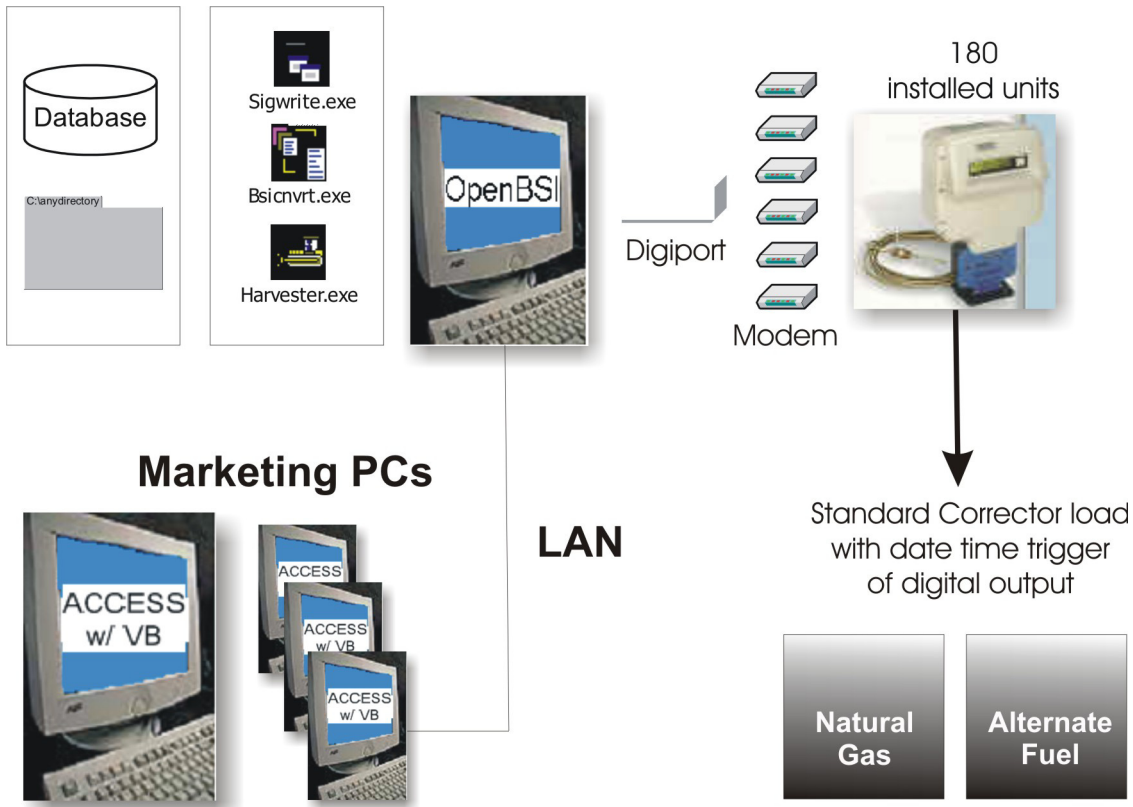 Database
C:\anydirectory
Sigwrite.exe
Bsicnvrt.exe
Harvester.exe
OpenBSI
Digiport
Modem
180
installed units
Marketing PCs
LAN
ACCESS
w/ VB
ACCESS
ACCESS
w/ VB
ACCESS
w/ VB
Standard Corrector load
with date time trigger
of digital output
Natural
Gas
Alternate
Fuel